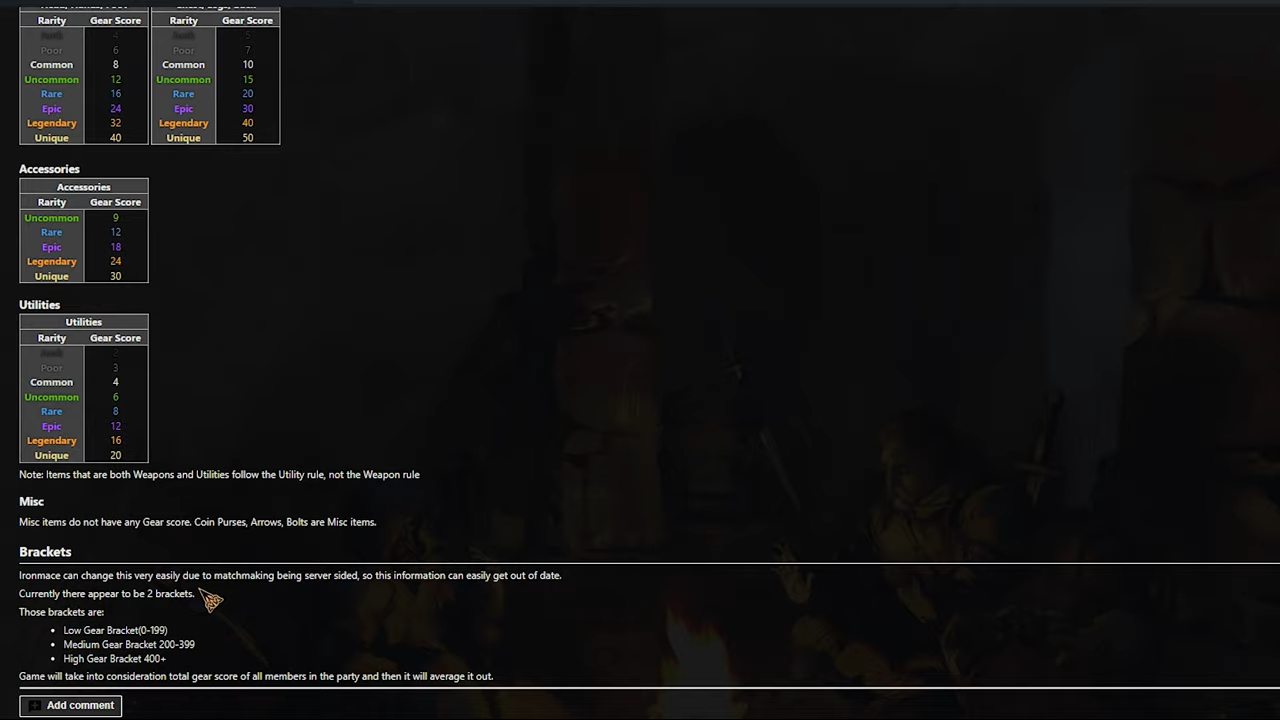 Rarity Gear Score Rarity Gear Score
4 5
Poor 6 Poor 7
Common 8 Common 10
Uncommon 12 Uncommon 15
Rare 16 Rare 20
Epic 24 Epic 30
Legendary 32 Legendary 40
Unique 40 Unique 50
Accessories
Accessories
Rarity Gear Score
Uncommon 9
Rare 12
Epic 18
Legendary 24
Unique 30
Utilities
Utilities
Rarity Gear Score
2
Poor 3
Common 4
Uncommon 6
Rare 8
Epic 12
Legendary 16
Unique 20
Note: Items that are both Weapons and Utilities follow the Utility rule, not the Weapon rule
Misc
Misc items do not have any Gear score. Coin Purses, Arrows, Bolts are Misc items.
Brackets
Ironmace can change this very easily due to matchmaking being server sided, so this information can easily get out of date.
Currently there appear to be 2 brackets.
Those brackets are:
• Low Gear Bracket(0-199)
• Medium Gear Bracket 200-399
• High Gear Bracket 400+
Game will take into consideration total gear score of all members in the party and then it will average it out.
Add comment